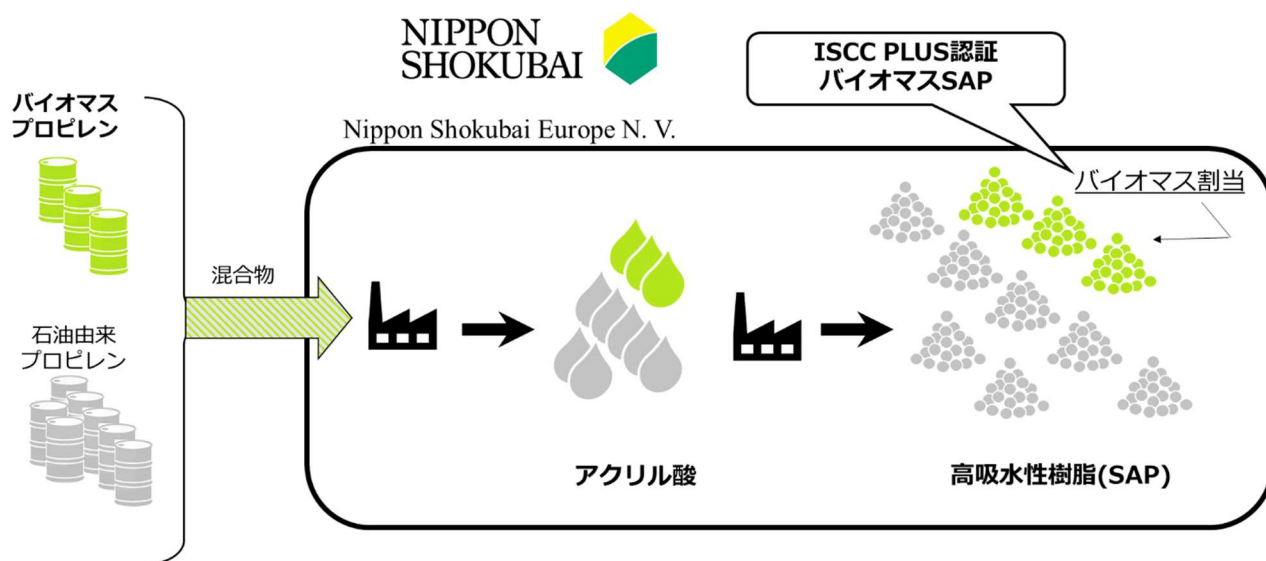 NIPPON
SHOKUBAI
ISCC PLUS認証
バイオマスSAP
バイオマス
プロピレン
Nippon Shokubai Europe N. V.
バイオマス割当
混合物
石油由来
プロピレン
アクリル酸
高吸水性樹脂(SAP)